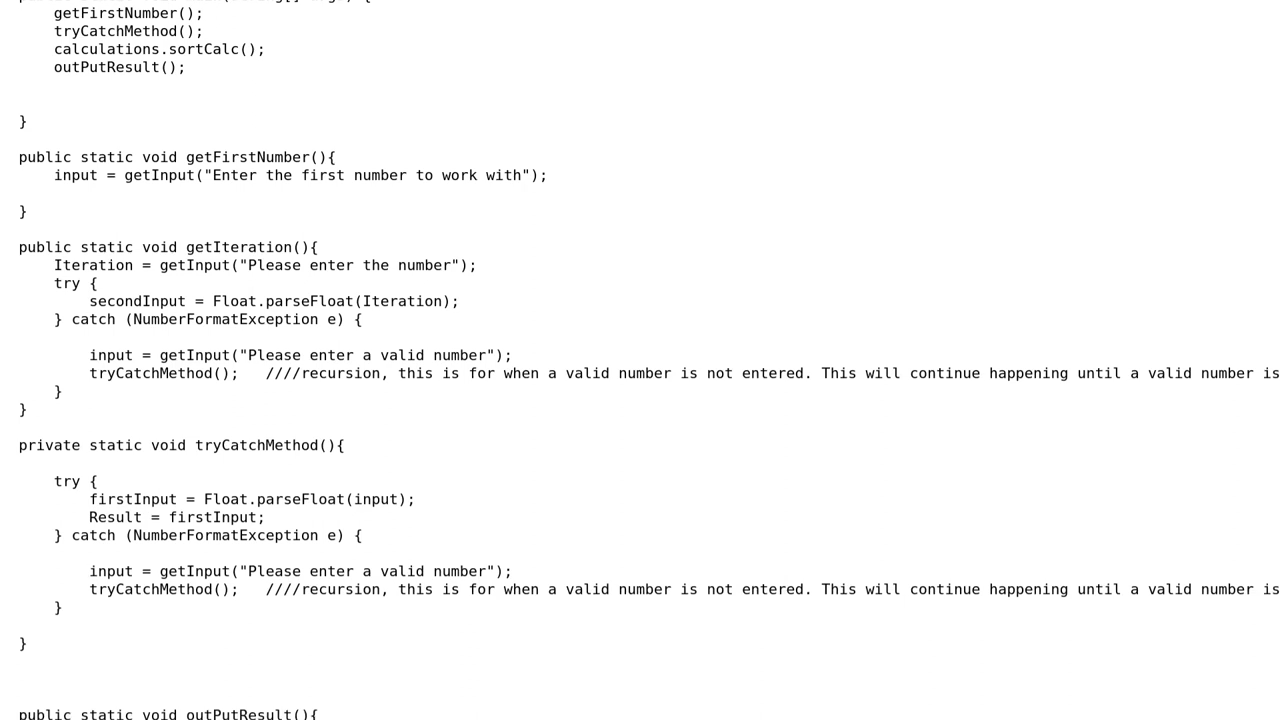 getFirstNumber();
tryCatchMethod();
calculations.sortCalc();
outPutResult();
}
public static void getFirstNumber(){
input = getInput("Enter the first number to work with");
}
public static void getIteration(){
Iteration = getInput("Please enter the number");
try {
secondInput = Float.parseFloat(Iteration);
} catch (NumberFormatException e) {
input = getInput("Please enter a valid number");
tryCatchMethod();   ////recursion, this is for when a valid number is not entered. This will continue happening until a valid number is
}
}
private static void tryCatchMethod(){
try {
firstInput = Float.parseFloat(input);
Result = firstInput;
} catch (NumberFormatException e) {
input = getInput("Please enter a valid number");
tryCatchMethod();   ////recursion, this is for when a valid number is not entered. This will continue happening until a valid number is
}
}
public static void outPutResult(){